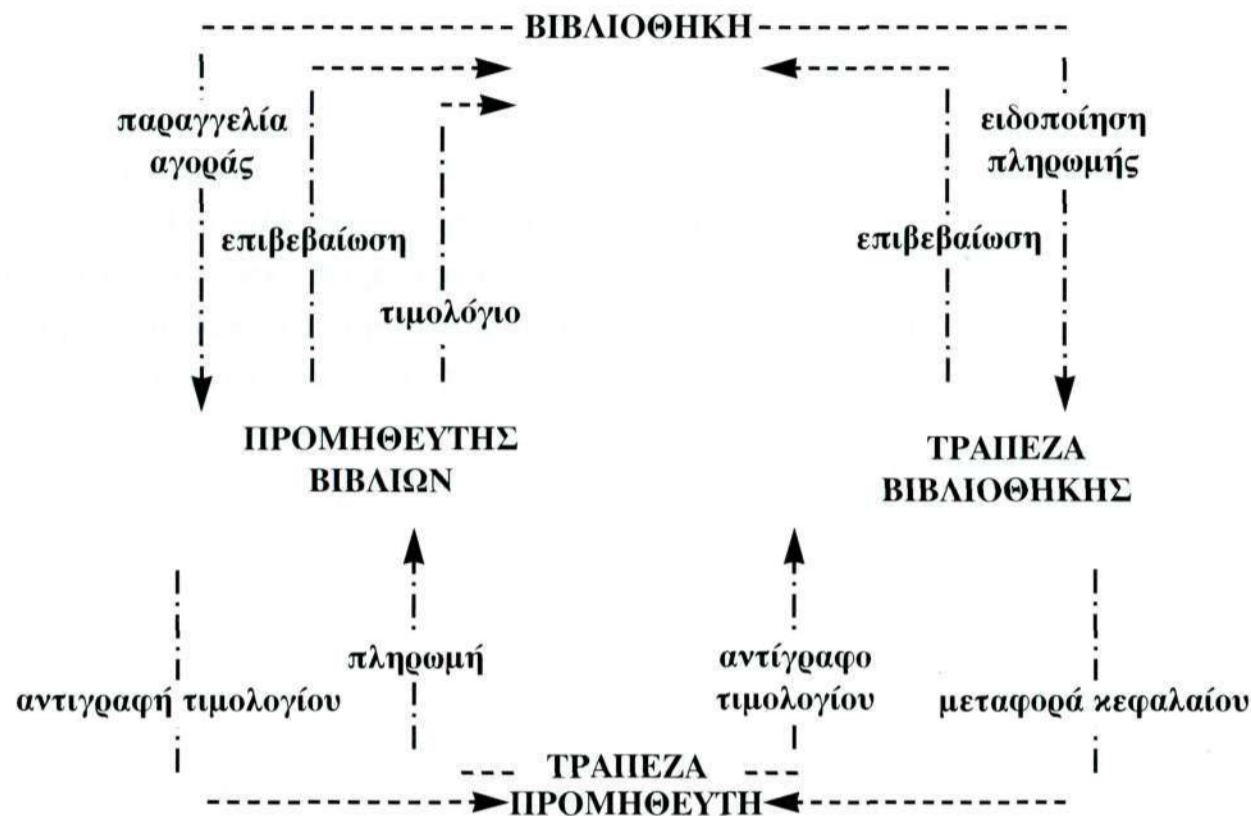 ΒΙΒΛΙΟΘΗΚΗ
παραγγελία
αγοράς
ειδοποίηση
πληρωμής
επιβεβαίωση
επιβεβαίωση
τιμολόγιο
ΠΡΟΜΗΘΕΥΤΗΣ
ΒΙΒΛΙΩΝ
ΤΡΑΠΕΖΑ
ΒΙΒΛΙΟΘΗΚΗΣ
αντιγραφή τιμολογίου
πληρωμή
αντίγραφο
τιμολογίου
μεταφορά κεφαλαίου
ΤΡΑΠΕΖΑ
ΠΡΟΜΗΘΕΥΤΗ